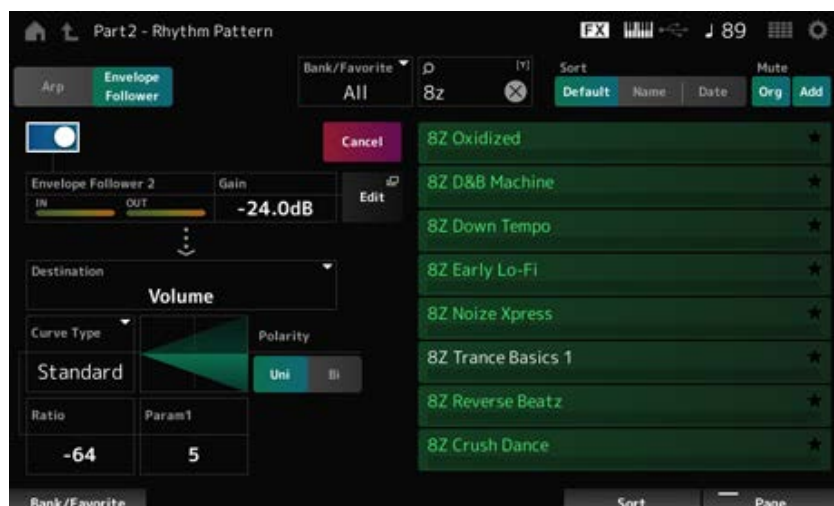 Part2 - Rhythm Pattern
FX
♩ 89
Arp
Envelope
Follower
Bank/Favorite
All
[Y]
8z
Sort
Default Name Date
Mute
Org Add
Cancel
Envelope Follower 2
IN OUT
Gain
-24.0dB
Edit
Destination
Volume
Curve Type
Standard
Polarity
Uni Bi
Ratio
-64
Param1
5
8Z Oxidized
8Z D&B Machine
8Z Down Tempo
8Z Early Lo-Fi
8Z Noize Xpress
8Z Trance Basics 1
8Z Reverse Beatz
8Z Crush Dance
Bank/Favorite
Sort
Page